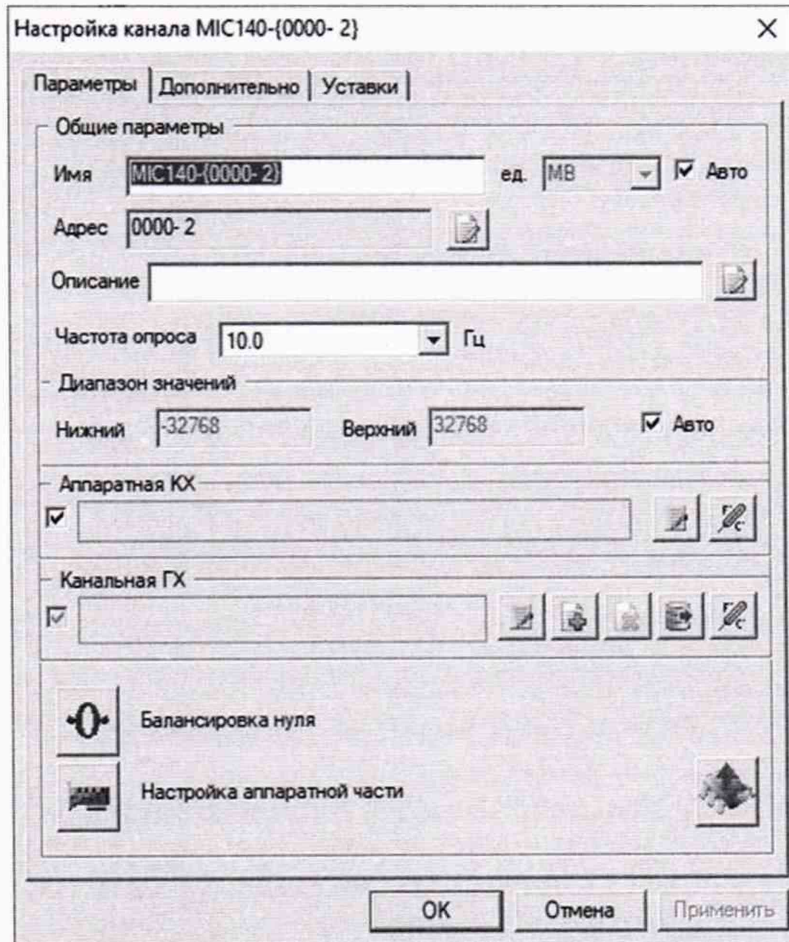 Настройка канала MIC140-{0000- 2}
Параметры Дополнительно Уставки
Общие параметры
Имя MIC140-{0000- 2} ед. МВ Авто
Адрес 0000- 2
Описание
Частота опроса 10.0 Гц
Диапазон значений
Нижний -32768 Верхний 32768 Авто
Аппаратная КХ
Канальная ГХ
Балансировка нуля
Настройка аппаратной части
OK Отмена Применить